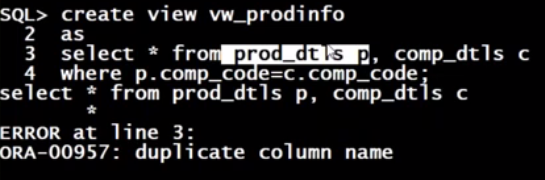 SQL> create view vw_prodinfo
2 as
3 select * from prod_dtls p, comp_dtls c
4 where p.comp_code=c.comp_code;
select * from prod_dtls p, comp_dtls c
*
ERROR at line 3:
ORA-00957: duplicate column name